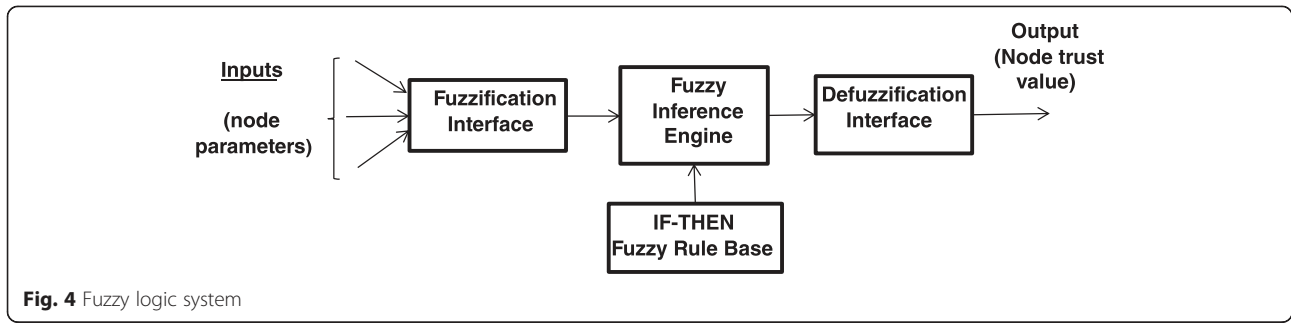 Inputs
(node
parameters)
Fuzzification
Interface
Fuzzy
Inference
Engine
IF-THEN
Fuzzy Rule Base
Defuzzification
Interface
Output
(Node trust
value)
Fig. 4 Fuzzy logic system